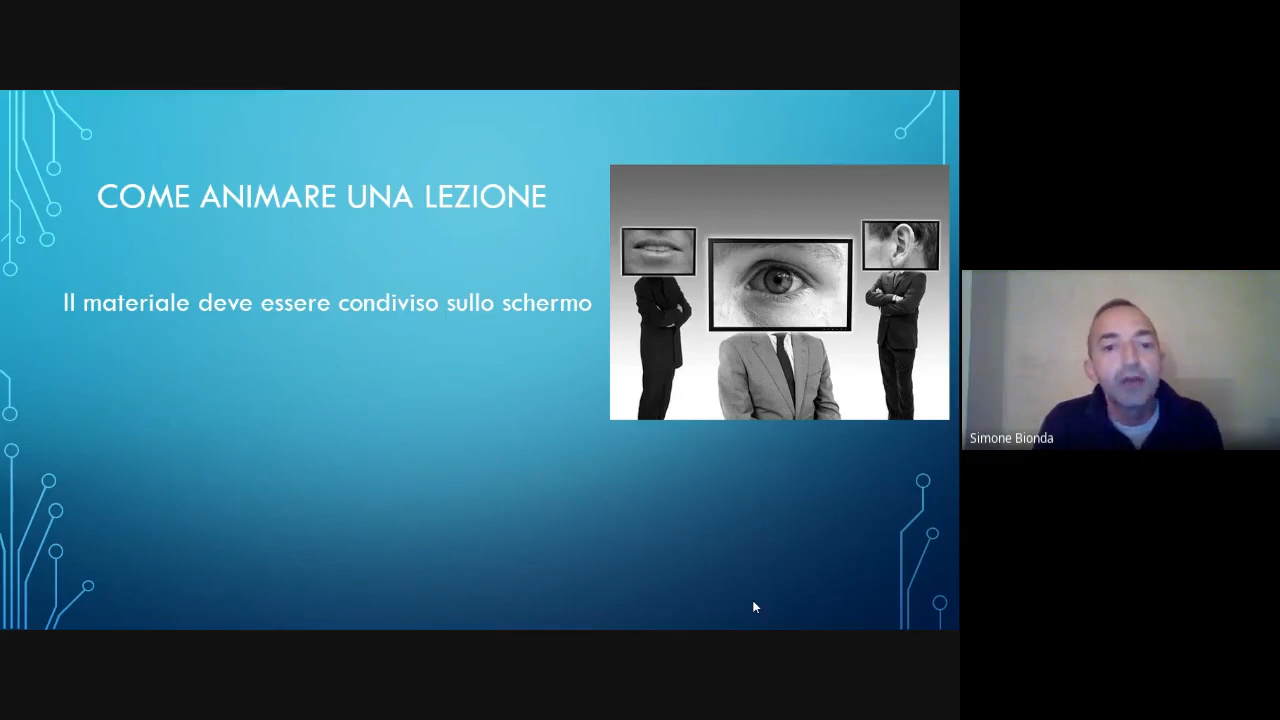 COME ANIMARE UNA LEZIONE
Il materiale deve essere condiviso sullo schermo
Simone Bionda